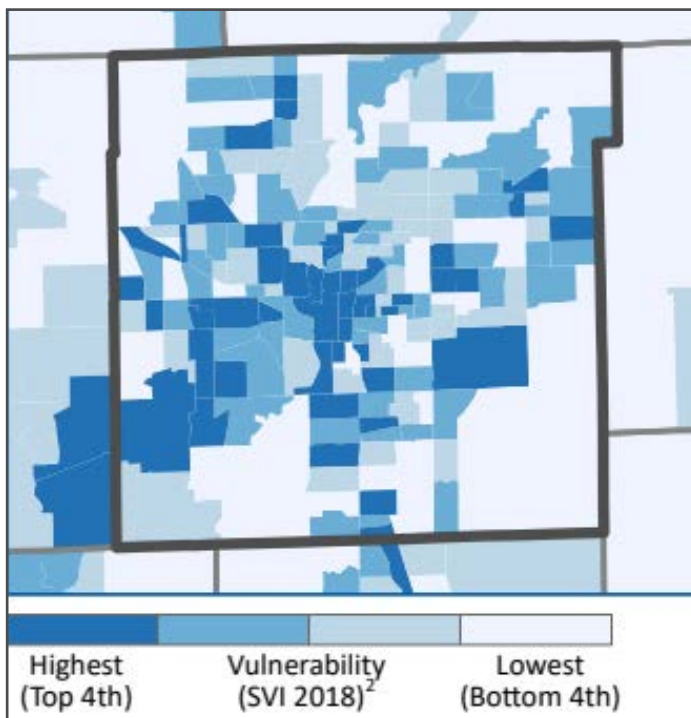 Highest Vulnerability Lowest
(Top 4th) (SVI 2018)² (Bottom 4th)